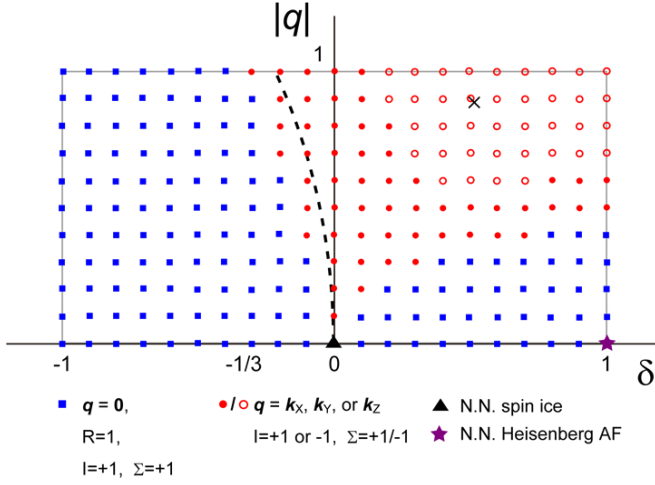 |q|
1
-1
-1/3
0
1
δ
q = 0,
R=1,
I=+1, Σ=+1
/ q = kX, kY, or kZ
I=+1 or -1, Σ=+1/-1
N.N. spin ice
N.N. Heisenberg AF